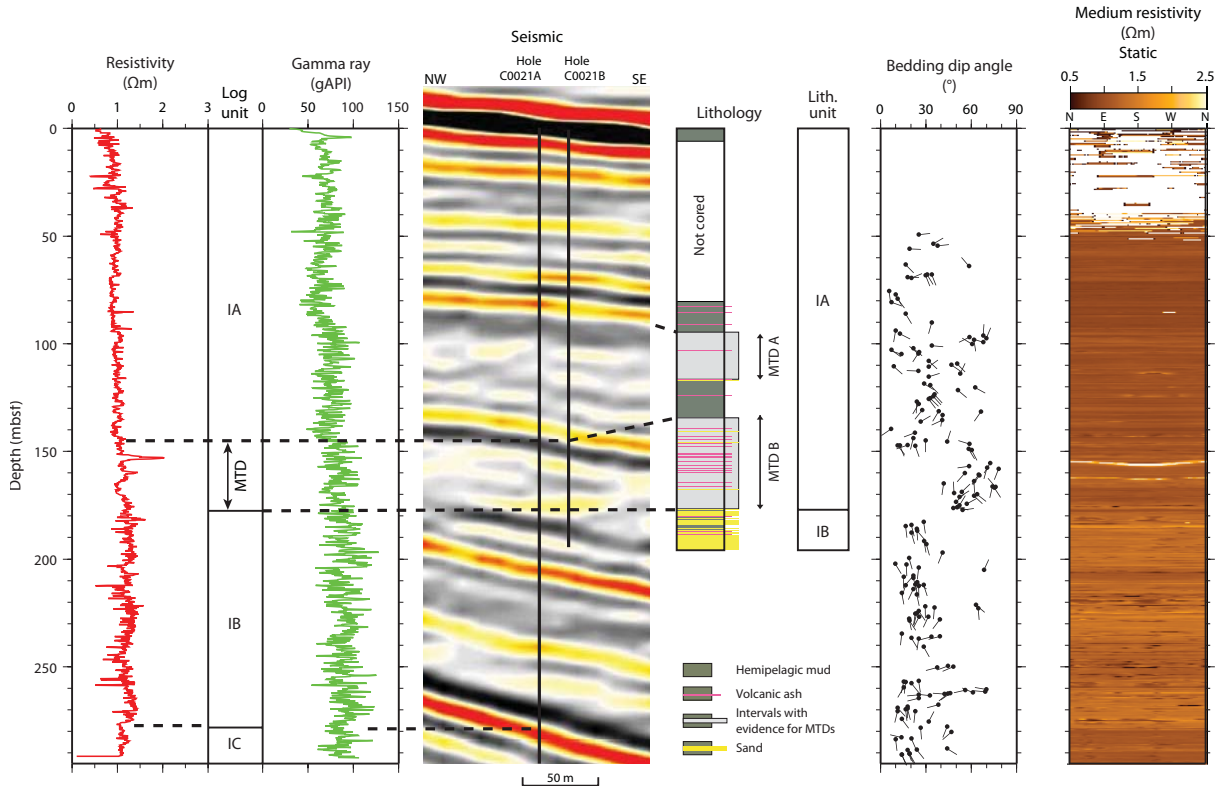 Resistivity
(Ωm)
0 1 2 3
Log
unit
Gamma ray
(gAPI)
0 50 100 150
Seismic
Hole
C0021A
Hole
C0021B
NW
SE
Lithology
Lith.
unit
Bedding dip angle
(°)
0 30 60 90
Medium resistivity
(Ωm)
Static
0.5 1.5 2.5
N E S W N
Depth (mbsf)
0
50
100
150
200
250
IA
MTD
IB
IC
Not cored
MTD A
MTD B
IA
IB
Hemipelagic mud
Volcanic ash
Intervals with
evidence for MTDs
Sand
50 m